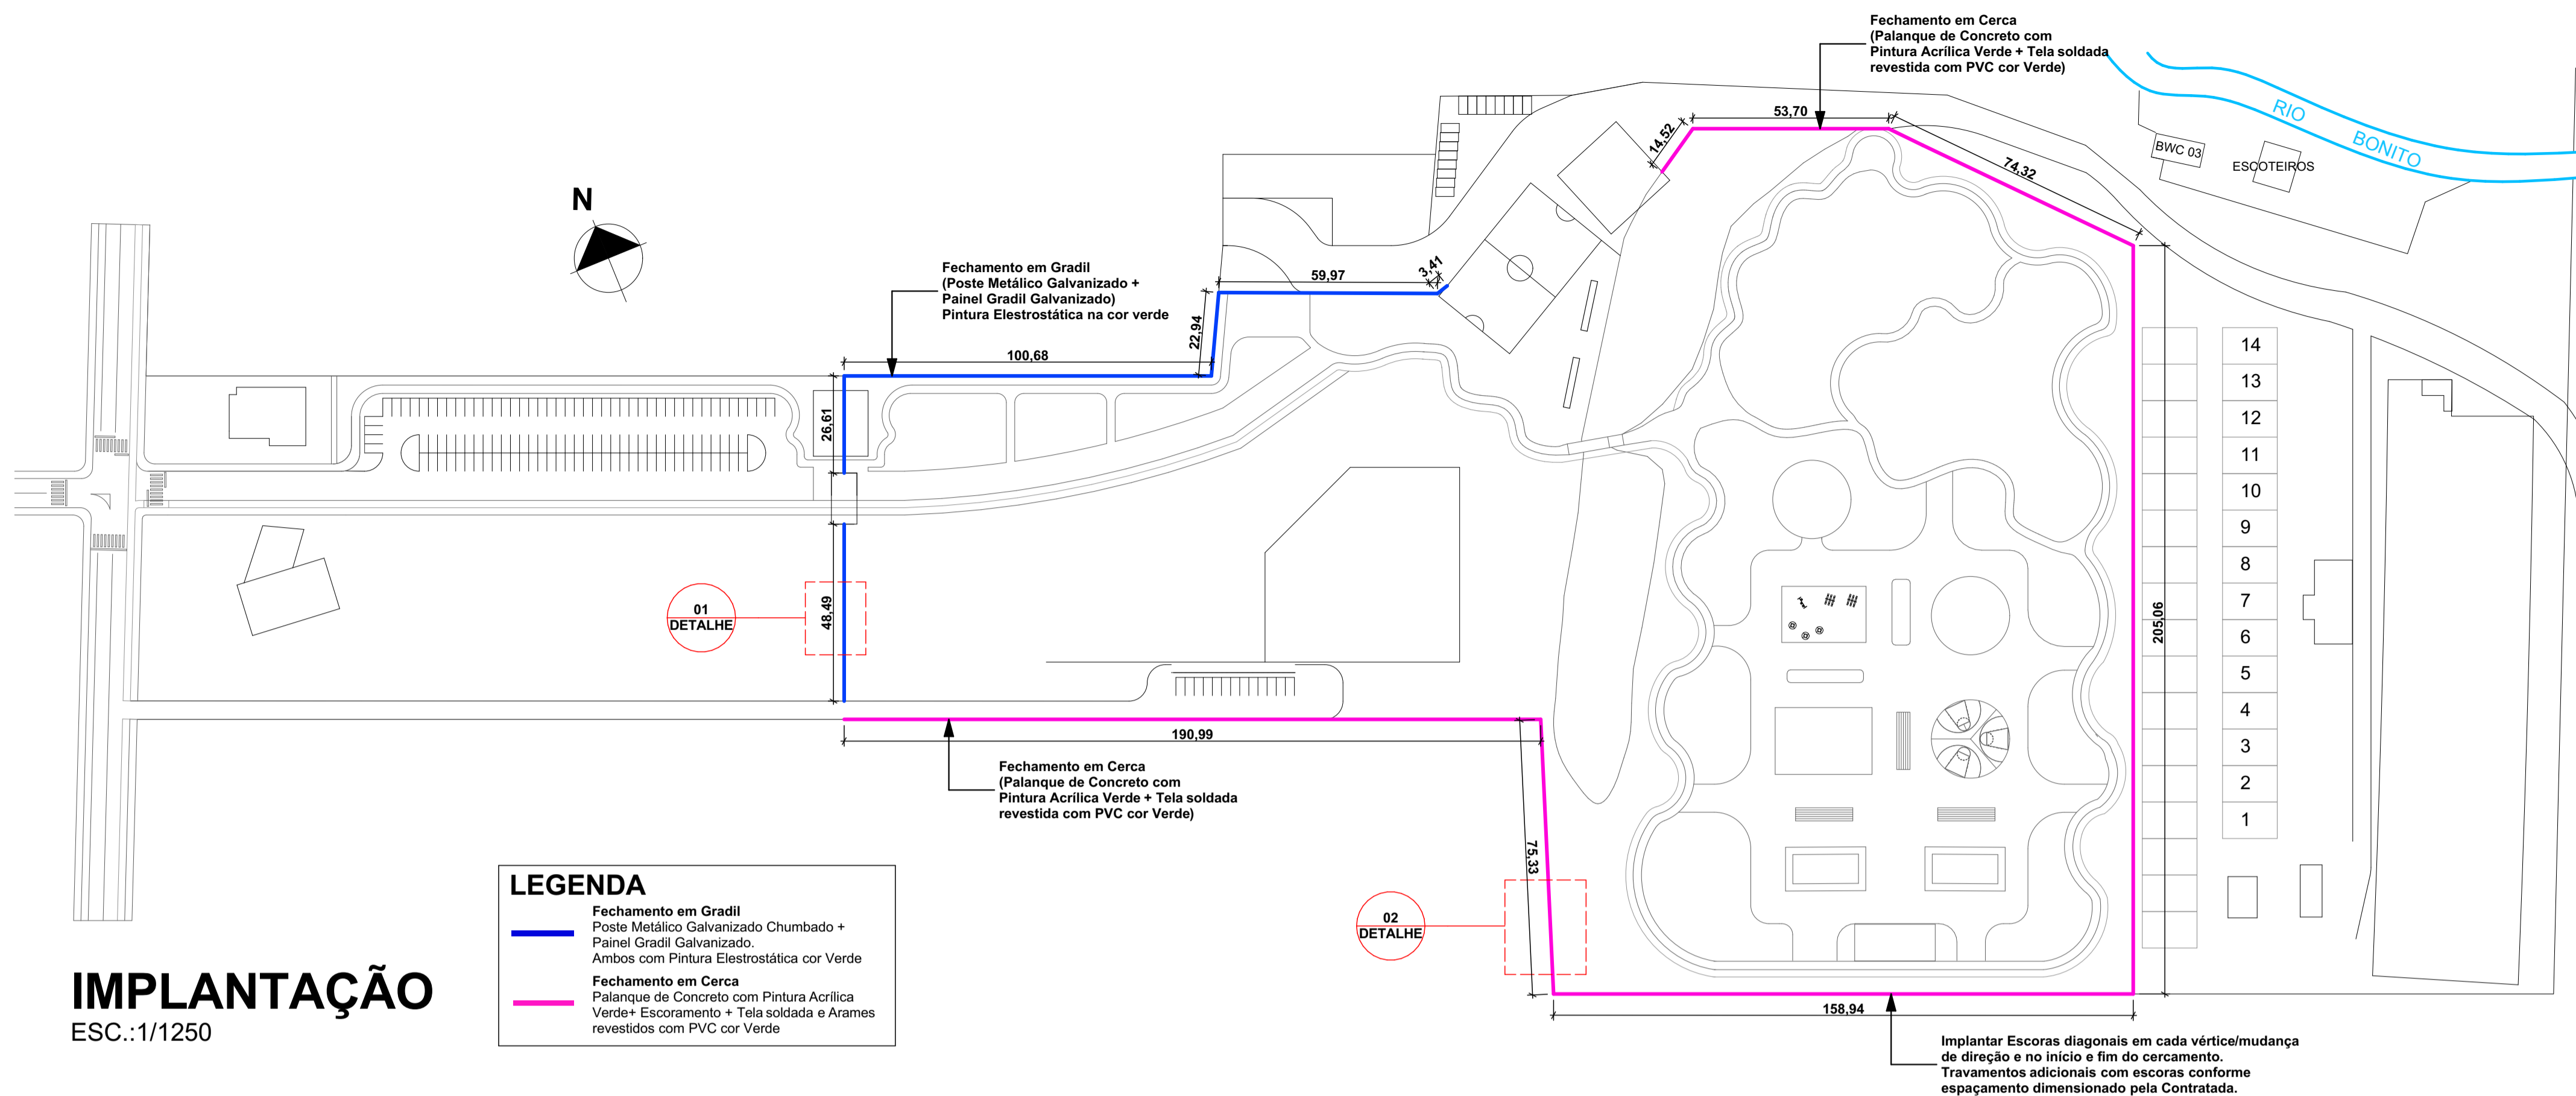 Fechamento em Cerca
(Palanque de Concreto com
Pintura Acrílica Verde + Tela soldada
revestida com PVC cor Verde)
53,70
14,52
74,32
RIO
BONITO
BWC 03
ESCOTEIROS
N
Fechamento em Gradil
(Poste Metálico Galvanizado +
Painel Gradil Galvanizado)
Pintura Elestrostática na cor verde
59,97
3,41
22,94
100,68
26,61
48,49
01
DETALHE
14
13
12
11
10
9
8
7
6
5
4
3
2
1
205,06
190,99
Fechamento em Cerca
(Palanque de Concreto com
Pintura Acrílica Verde + Tela soldada
revestida com PVC cor Verde)
75,33
02
DETALHE
158,94
Implantar Escoras diagonais em cada vértice/mudança
de direção e no início e fim do cercamento.
Travamentos adicionais com escoras conforme
espaçamento dimensionado pela Contratada.
LEGENDA
Fechamento em Gradil
Poste Metálico Galvanizado Chumbado +
Painel Gradil Galvanizado.
Ambos com Pintura Elestrostática cor Verde
Fechamento em Cerca
Palanque de Concreto com Pintura Acrílica
Verde+ Escoramento + Tela soldada e Arames
revestidos com PVC cor Verde
IMPLANTAÇÃO
ESC.:1/1250